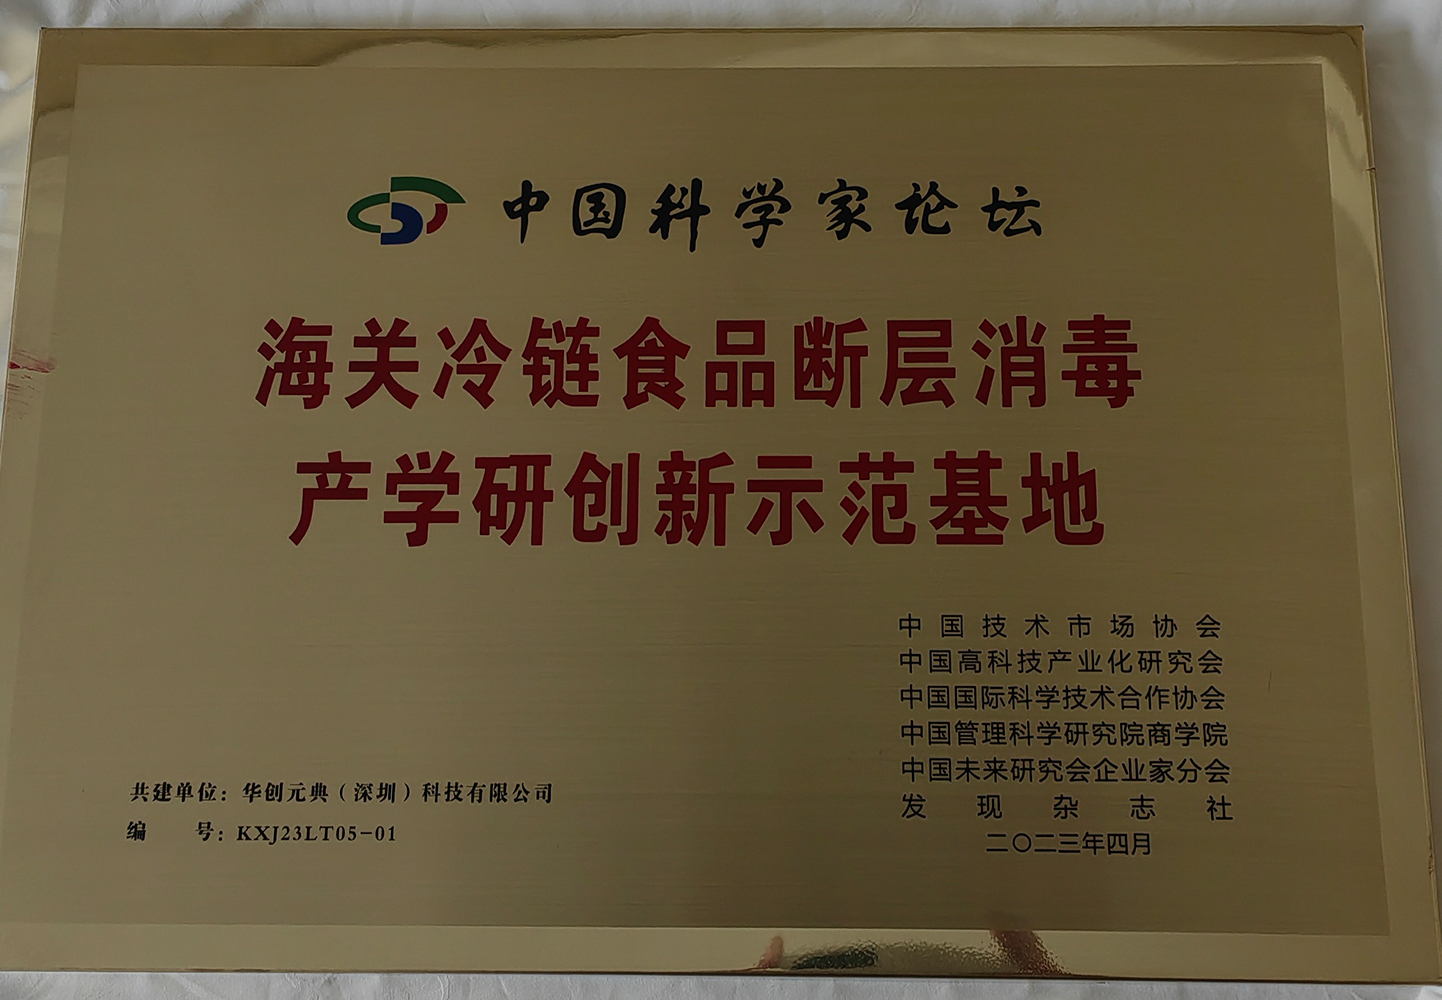 中国科学家论坛
海关冷链食品断层消毒
产学研创新示范基地
中国技术市场协会
中国高科技产业化研究会
中国国际科学技术合作协会
中国管理科学研究院商学院
中国未来研究会企业家分会
发现杂志社
二〇二三年四月
共建单位：华创元典（深圳）科技有限公司
编 号：KXJ23LT05-01